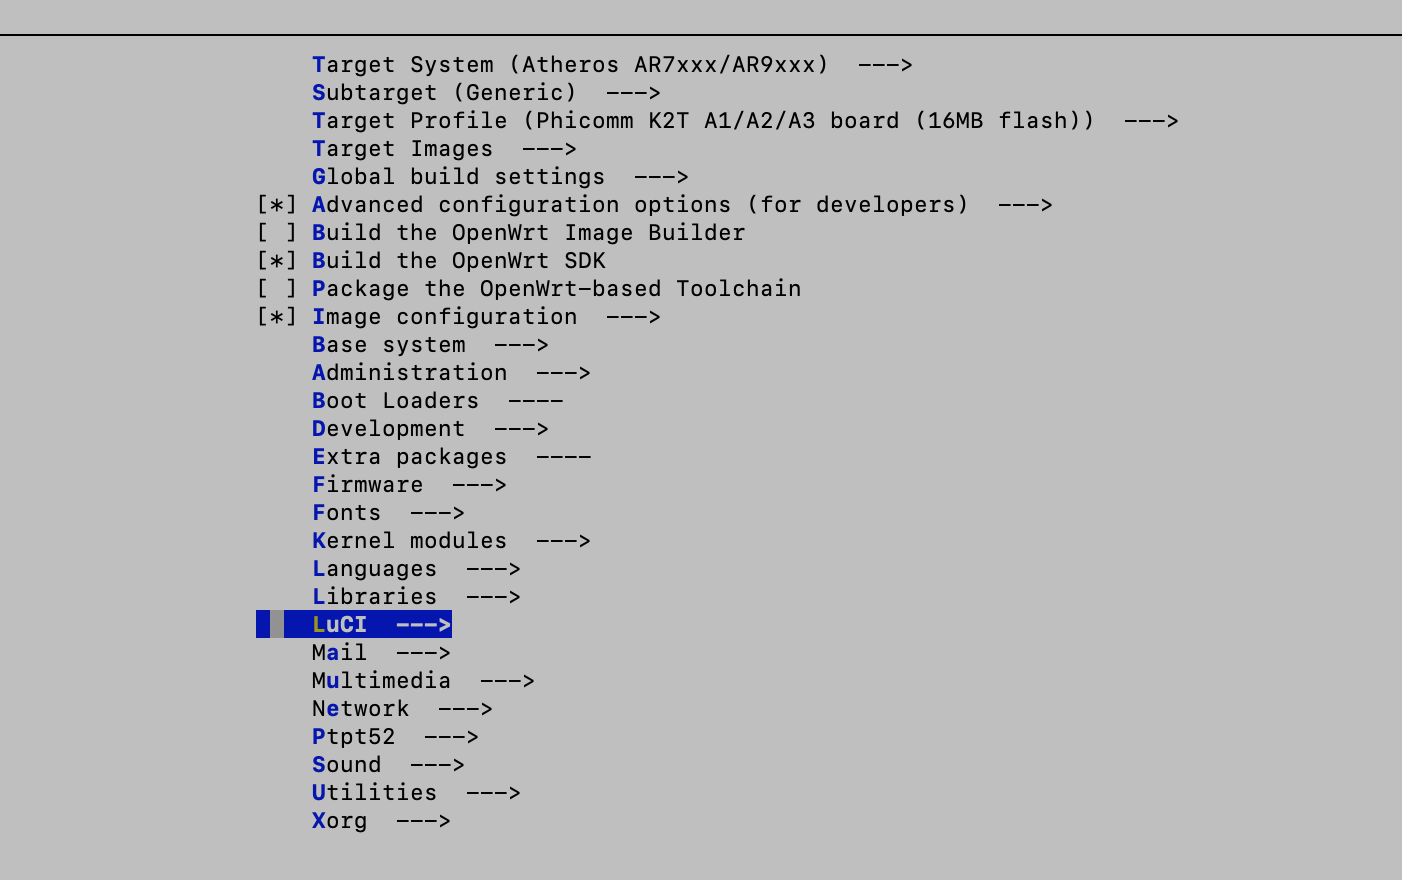 Target System (Atheros AR7xxx/AR9xxx)  --->
Subtarget (Generic)  --->
Target Profile (Phicomm K2T A1/A2/A3 board (16MB flash))  --->
Target Images  --->
Global build settings  --->
[*] Advanced configuration options (for developers)  --->
[ ] Build the OpenWrt Image Builder
[*] Build the OpenWrt SDK
[ ] Package the OpenWrt-based Toolchain
[*] Image configuration  --->
Base system  --->
Administration  --->
Boot Loaders  ----
Development  --->
Extra packages  ----
Firmware  --->
Fonts  --->
Kernel modules  --->
Languages  --->
Libraries  --->
LuCI  --->
Mail  --->
Multimedia  --->
Network  --->
Ptpt52  --->
Sound  --->
Utilities  --->
Xorg  --->